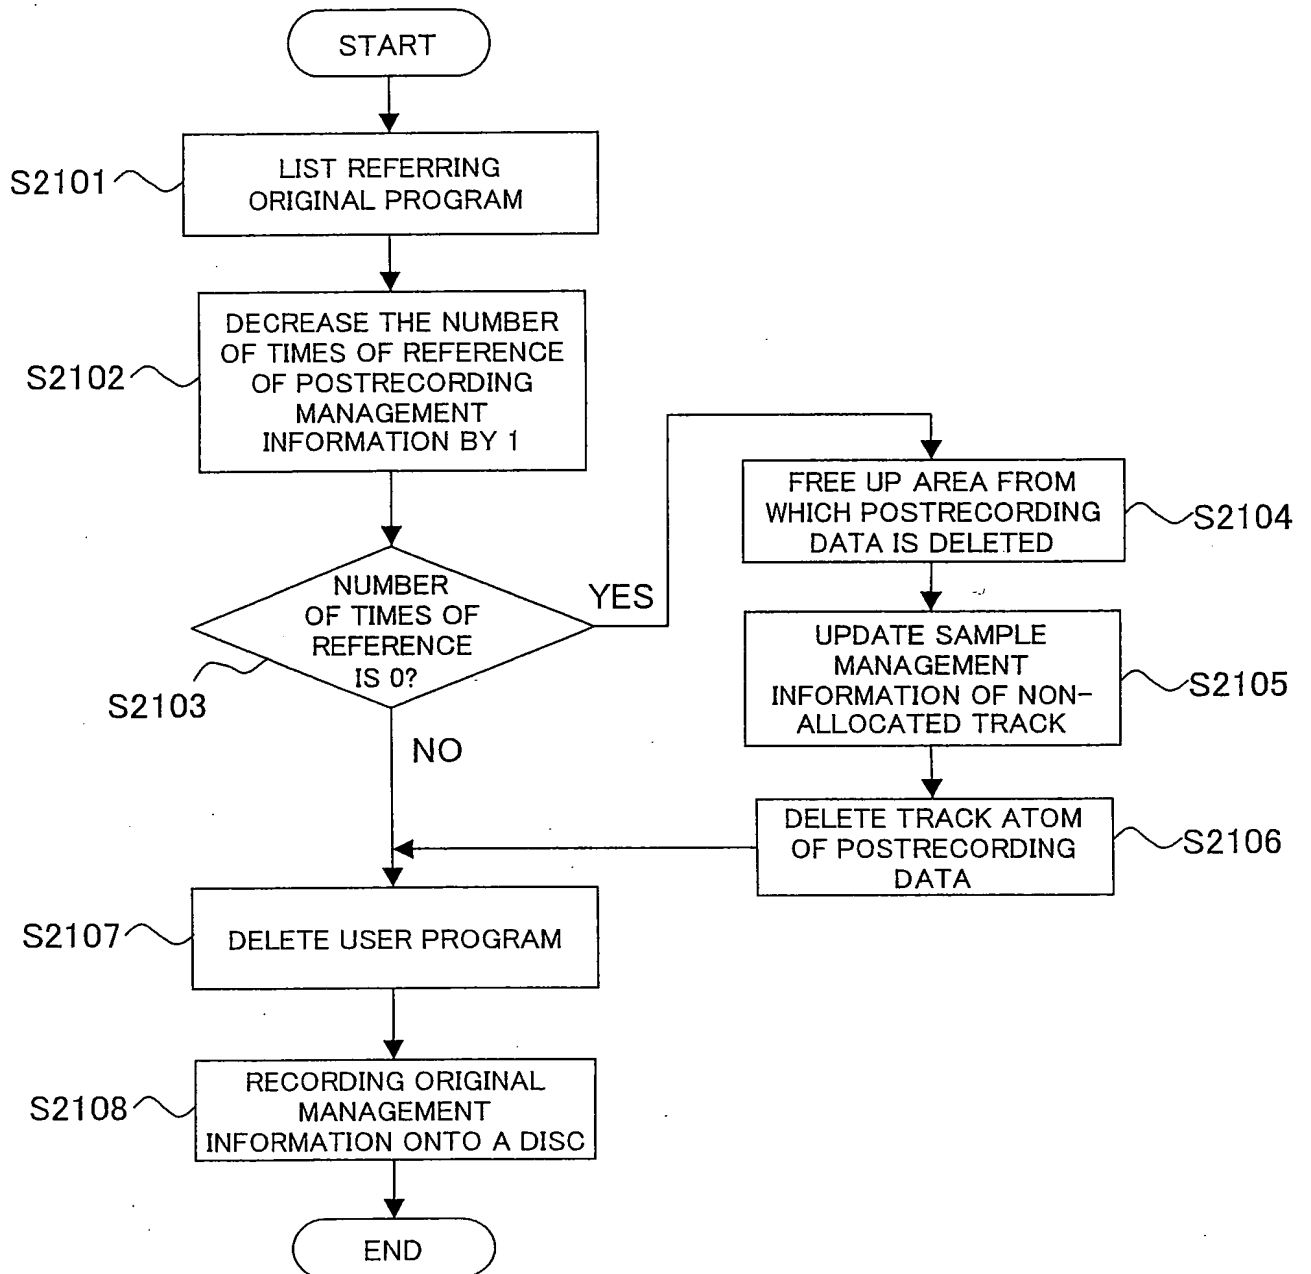 START
S2101
LIST REFERRING
ORIGINAL PROGRAM
S2102
DECREASE THE NUMBER
OF TIMES OF REFERENCE
OF POSTRECORDING
MANAGEMENT
INFORMATION BY 1
S2103
NUMBER
OF TIMES OF
REFERENCE
IS 0?
YES
NO
FREE UP AREA FROM
WHICH POSTRECORDING
DATA IS DELETED
S2104
UPDATE SAMPLE
MANAGEMENT
INFORMATION OF NON-
ALLOCATED TRACK
S2105
DELETE TRACK ATOM
OF POSTRECORDING
DATA
S2106
S2107
DELETE USER PROGRAM
S2108
RECORDING ORIGINAL
MANAGEMENT
INFORMATION ONTO A DISC
END